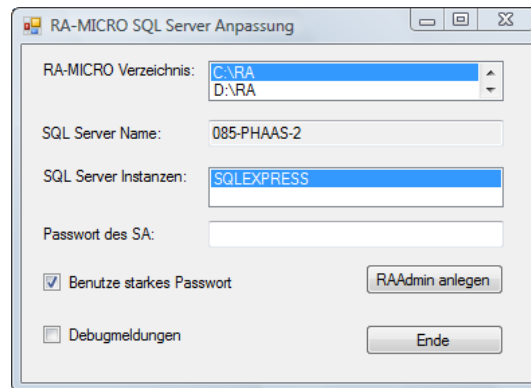 RA-MICRO SQL Server Anpassung
RA-MICRO Verzeichnis:
C:\RA
D:\RA
SQL Server Name:
085-PHAAS-2
SQL Server Instanzen:
SQLEXPRESS
Passwort des SA:
Benutze starkes Passwort
RAAdmin anlegen
Debugmeldungen
Ende